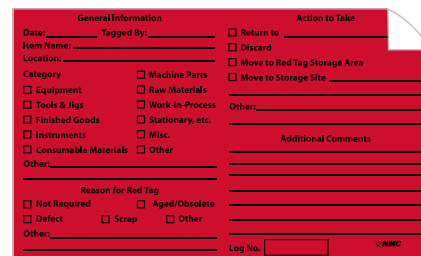 General Information
Date: Tagged By:
Item Name:
Location:
Category
Equipment
Tools & Jigs
Finished Goods
Instruments
Consumable Materials
Machine Parts
Raw Materials
Work-in-Process
Stationary, etc.
Misc.
Other
Other:
Reason for Red Tag
Not Required Aged/Obsolete
Defect Scrap Other
Other:
Action to Take
Return to
Discard
Move to Red Tag Storage Area
Move to Storage Site
Other:
Additional Comments
Log No.
NMC